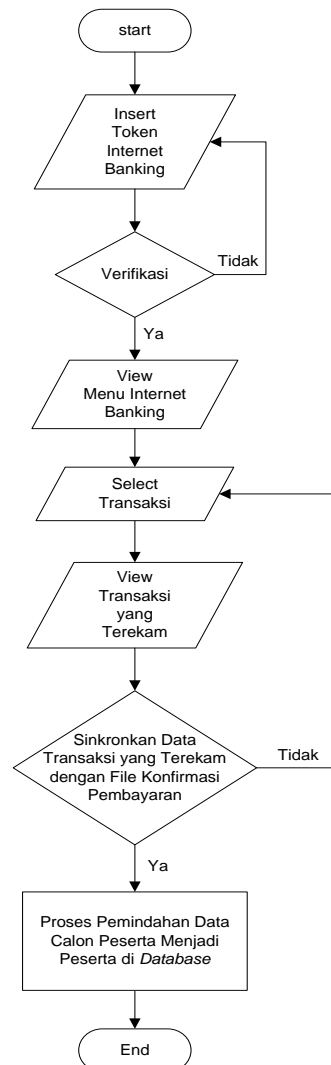 start
Insert
Token
Internet
Banking
Verifikasi
Tidak
Ya
View
Menu Internet
Banking
Select
Transaksi
View
Transaksi
yang
Terekam
Sinkronkan Data
Transaksi yang Terekam
dengan File Konfirmasi
Pembayaran
Tidak
Ya
Proses Pemindahan Data
Calon Peserta Menjadi
Peserta di Database
End